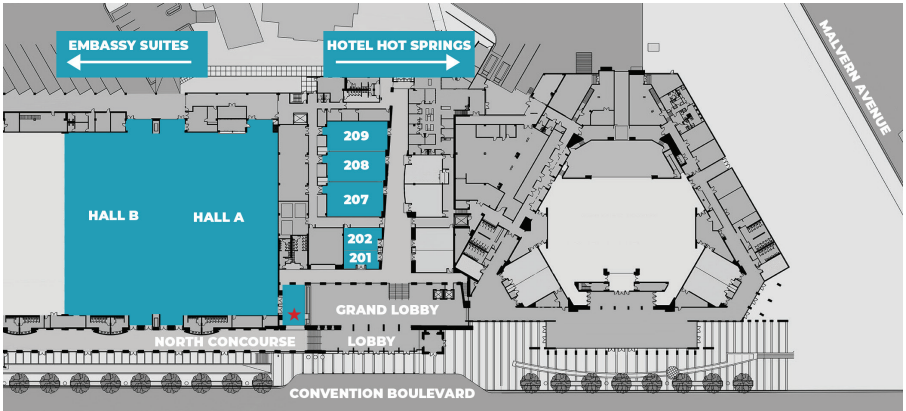 EMBASSY SUITES
HOTEL HOT SPRINGS
MALVERN AVENUE
209
208
207
HALL B
HALL A
202
201
GRAND LOBBY
NORTH CONCOURSE
LOBBY
CONVENTION BOULEVARD